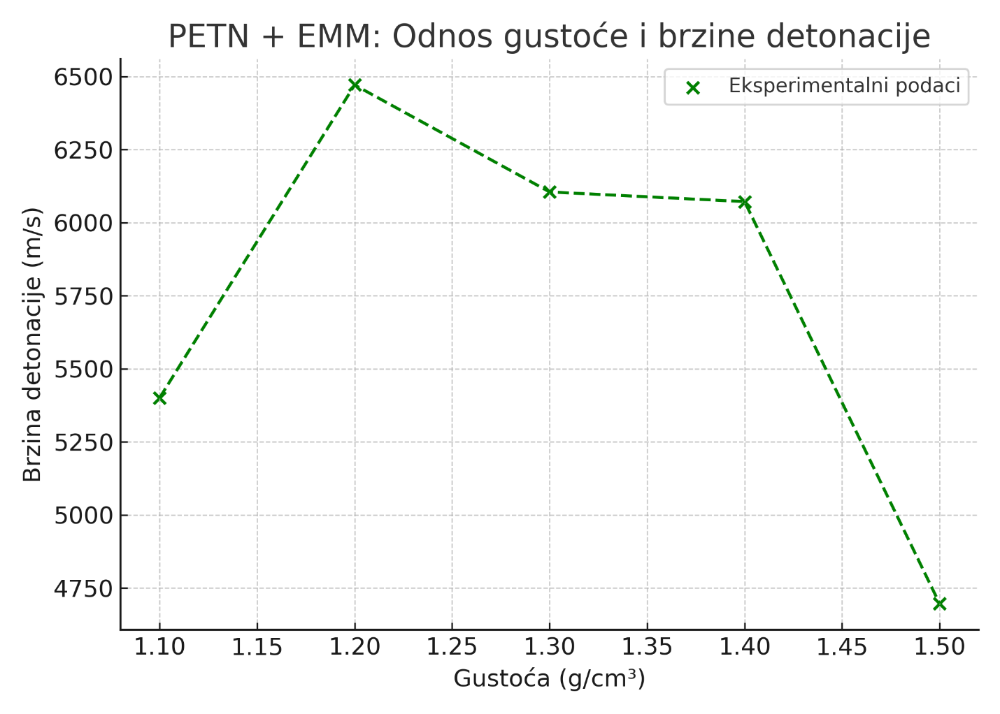 PETN + EMM: Odnos gustoće i brzine detonacije
Eksperimentalni podaci
Brzina detonacije (m/s)
6500
6250
6000
5750
5500
5250
5000
4750
1.10 1.15 1.20 1.25 1.30 1.35 1.40 1.45 1.50
Gustoća (g/cm³)